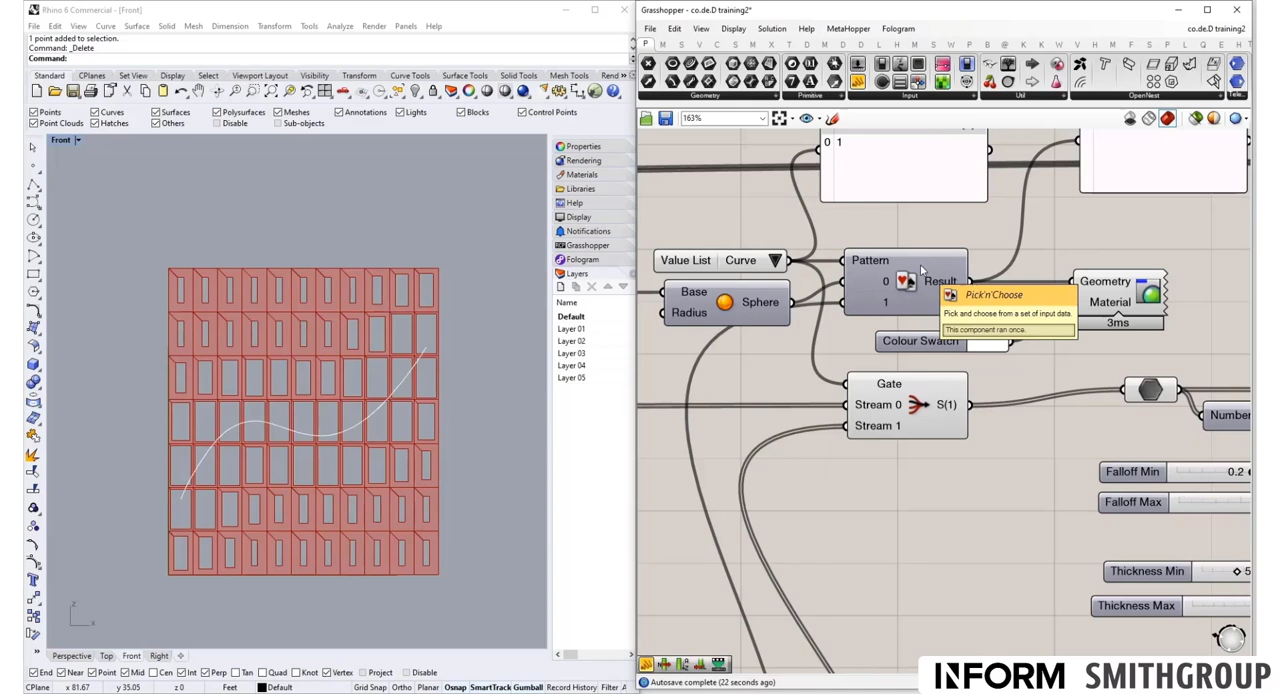 Rhino 6 Commercial - [Front]
File Edit View Curve Surface Solid Mesh Dimension Transform Tools Analyze Render Panels Help
1 point added to selection.
Command: _Delete
Command:
Standard CPlanes Set View Display Select Viewport Layout Visibility Transform Curve Tools Surface Tools Solid Tools Mesh Tools Rend »
Points Curves Surfaces Polysurfaces Meshes Annotations Lights Blocks Control Points
Point Clouds Hatches Others Disable Sub-objects
Front
Properties
Rendering
Materials
Libraries
Help
Display
Notifications
Grasshopper
Fologram
Layers
Name
Default
Layer 01
Layer 02
Layer 03
Layer 04
Layer 05
z
x
Perspective Top Front Right
End Near Point Mid Cen Int Perp Tan Quad Knot Vertex Project Disable
CPlane x 81.67 y 35.05 z 0 Feet Default Grid Snap Ortho Planar Osnap SmartTrack Gumball Record History Filter
Grasshopper - co.de.D training2*
File Edit View Display Solution Help MetaHopper Fologram co.de.D training2*
P M S V C S M I X T D D A L H L M C D S W D P B G T C K K W V T P G D E H T
Geometry Primitive Input Util OpenNest Tele...
163%
0 1
Value List Curve
Base
Radius
Sphere
Pattern
0
1
Result
Pick'n'Choose
Pick and choose from a set of input data.
This component ran once.
Geometry
Material
3ms
Colour Swatch
Gate
Stream 0
Stream 1
S(1)
Number
Falloff Min 0.2
Falloff Max
Thickness Min 5
Thickness Max
Autosave complete (22 seconds ago)
INFORM SMITHGROUP